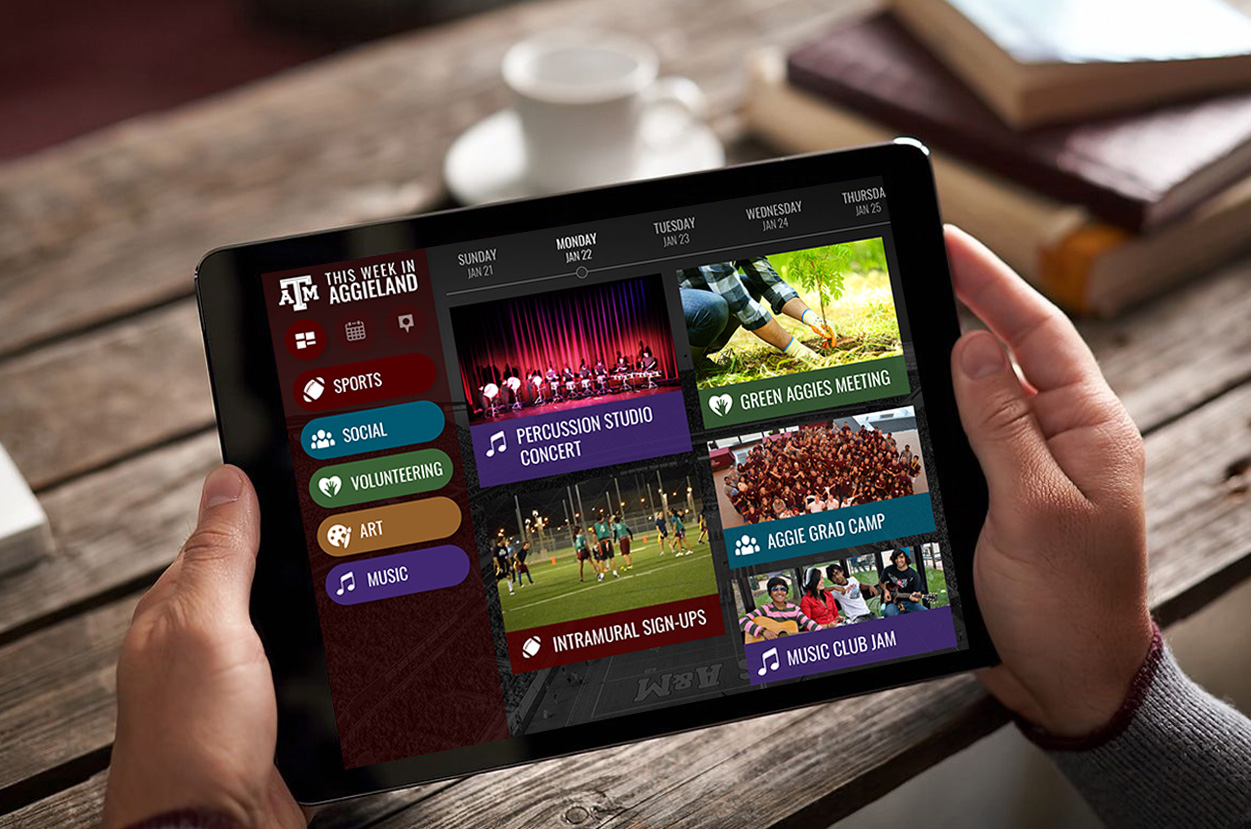 ATM
THIS WEEK IN
AGGIELAND
SUNDAY
JAN 21
MONDAY
JAN 22
TUESDAY
JAN 23
WEDNESDAY
JAN 24
THURSDA
JAN 25
SPORTS
SOCIAL
VOLUNTEERING
ART
MUSIC
PERCUSSION STUDIO
CONCERT
GREEN AGGIES MEETING
AGGIE GRAD CAMP
INTRAMURAL SIGN-UPS
MUSIC CLUB JAM
A&M